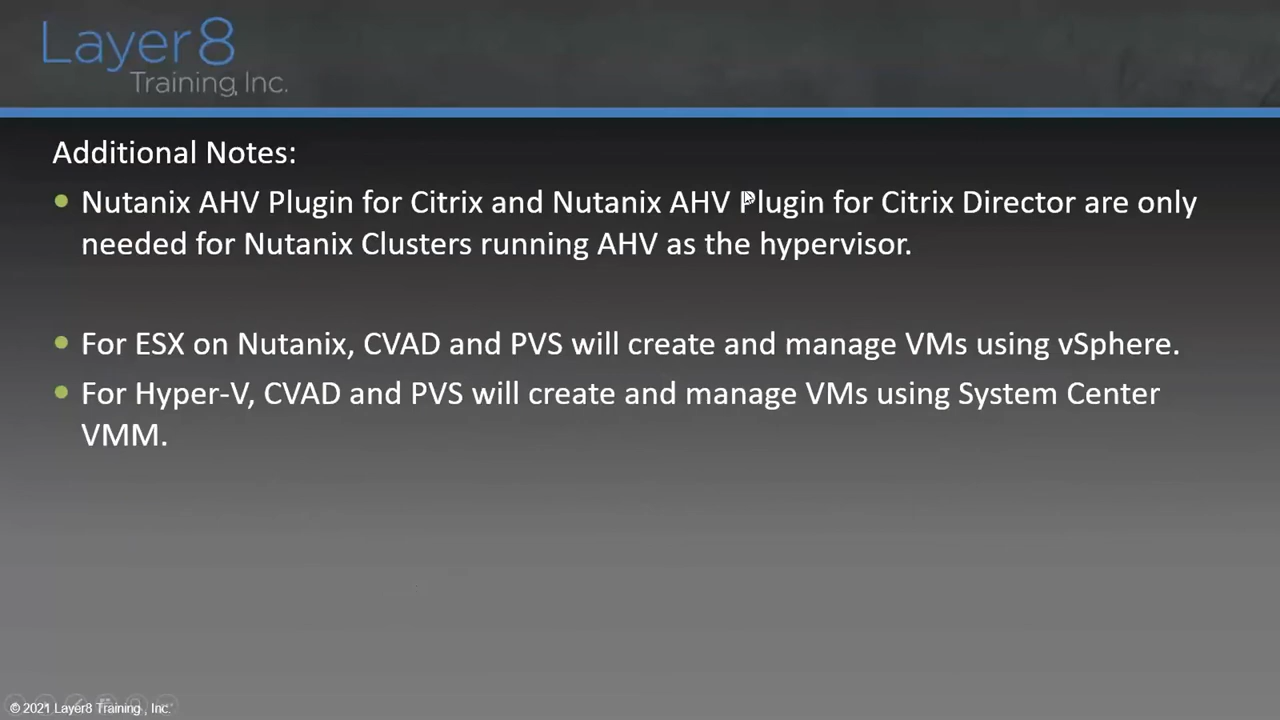 Layer8
Training, Inc.
Additional Notes:
Nutanix AHV Plugin for Citrix and Nutanix AHV Plugin for Citrix Director are only
needed for Nutanix Clusters running AHV as the hypervisor.
For ESX on Nutanix, CVAD and PVS will create and manage VMs using vSphere.
For Hyper-V, CVAD and PVS will create and manage VMs using System Center
VMM.
© 2021 Layer8 Training , Inc.